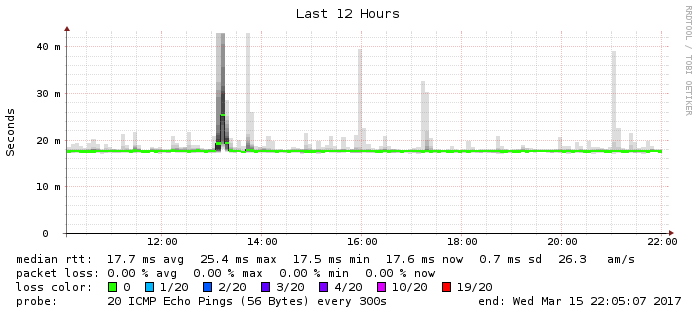 Last 12 Hours
RRDTOOL / TOBI OETIKER
Seconds
40 m
30 m
20 m
10 m
0
12:00 14:00 16:00 18:00 20:00 22:00
median rtt: 17.7 ms avg 25.4 ms max 17.5 ms min 17.6 ms now 0.7 ms sd 26.3 am/s
packet loss: 0.00 % avg 0.00 % max 0.00 % min 0.00 % now
loss color: 0 1/20 2/20 3/20 4/20 10/20 19/20
probe: 20 ICMP Echo Pings (56 Bytes) every 300s end: Wed Mar 15 22:05:07 2017